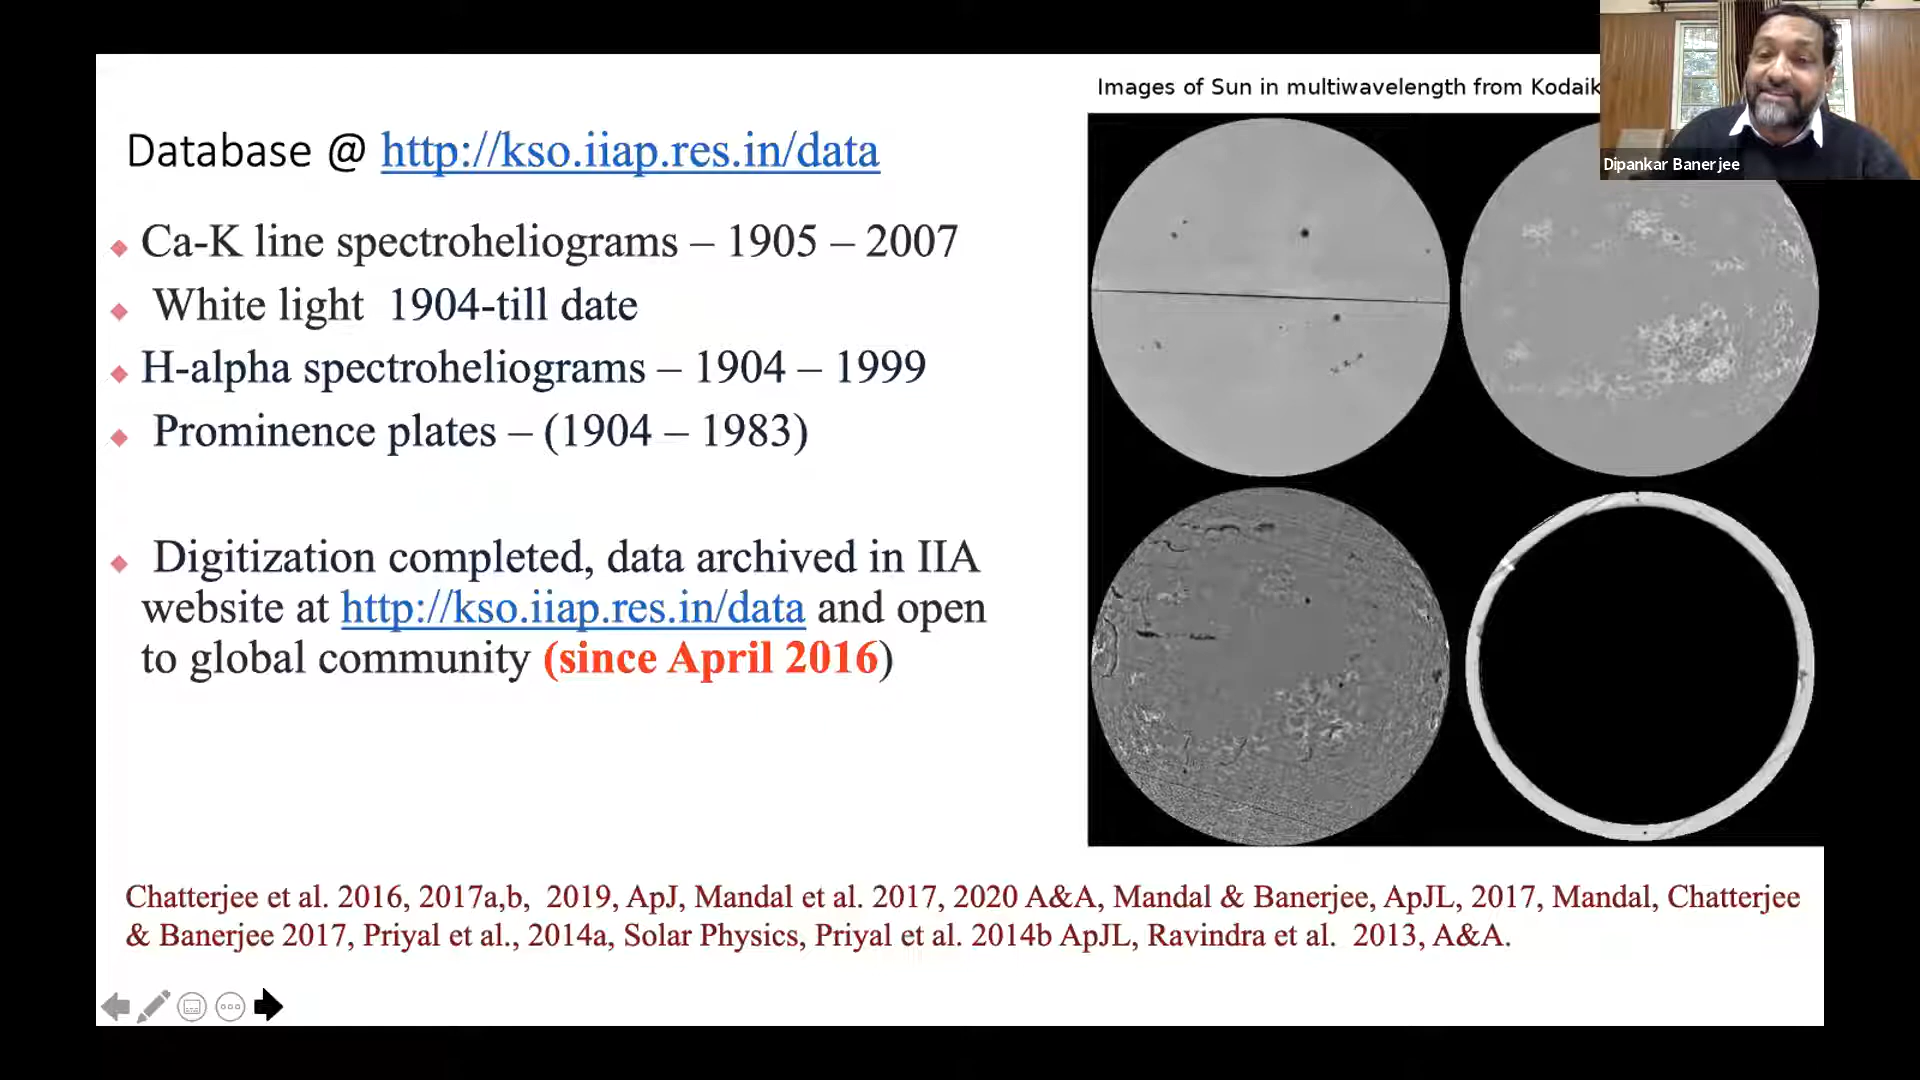 Images of Sun in multiwavelength from Kodaik
Dipankar Banerjee
Database @ http://kso.iiap.res.in/data
Ca-K line spectroheliograms – 1905 – 2007
White light 1904-till date
H-alpha spectroheliograms – 1904 – 1999
Prominence plates – (1904 – 1983)
Digitization completed, data archived in IIA
website at http://kso.iiap.res.in/data and open
to global community (since April 2016)
Chatterjee et al. 2016, 2017a,b, 2019, ApJ, Mandal et al. 2017, 2020 A&A, Mandal & Banerjee, ApJL, 2017, Mandal, Chatterjee
& Banerjee 2017, Priyal et al., 2014a, Solar Physics, Priyal et al. 2014b ApJL, Ravindra et al. 2013, A&A.